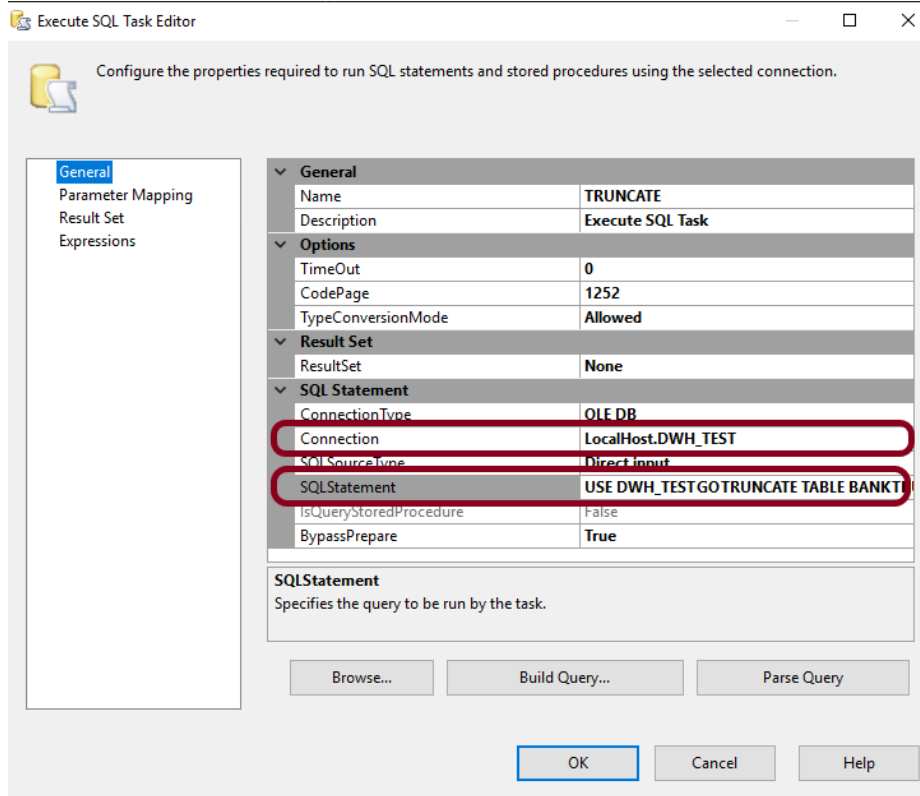 Execute SQL Task Editor
Configure the properties required to run SQL statements and stored procedures using the selected connection.
General
Parameter Mapping
Result Set
Expressions
General
Name TRUNCATE
Description Execute SQL Task
Options
TimeOut 0
CodePage 1252
TypeConversionMode Allowed
Result Set
ResultSet None
SQL Statement
ConnectionType OLE DB
Connection LocalHost.DWH_TEST
SQLSourceType Direct input
SQLStatement USE DWH_TESTGOTRUNCATE TABLE
IsQueryStoredProcedure False
BypassPrepare True
SQLStatement
Specifies the query to be run by the task.
Browse... Build Query... Parse Query
OK Cancel Help